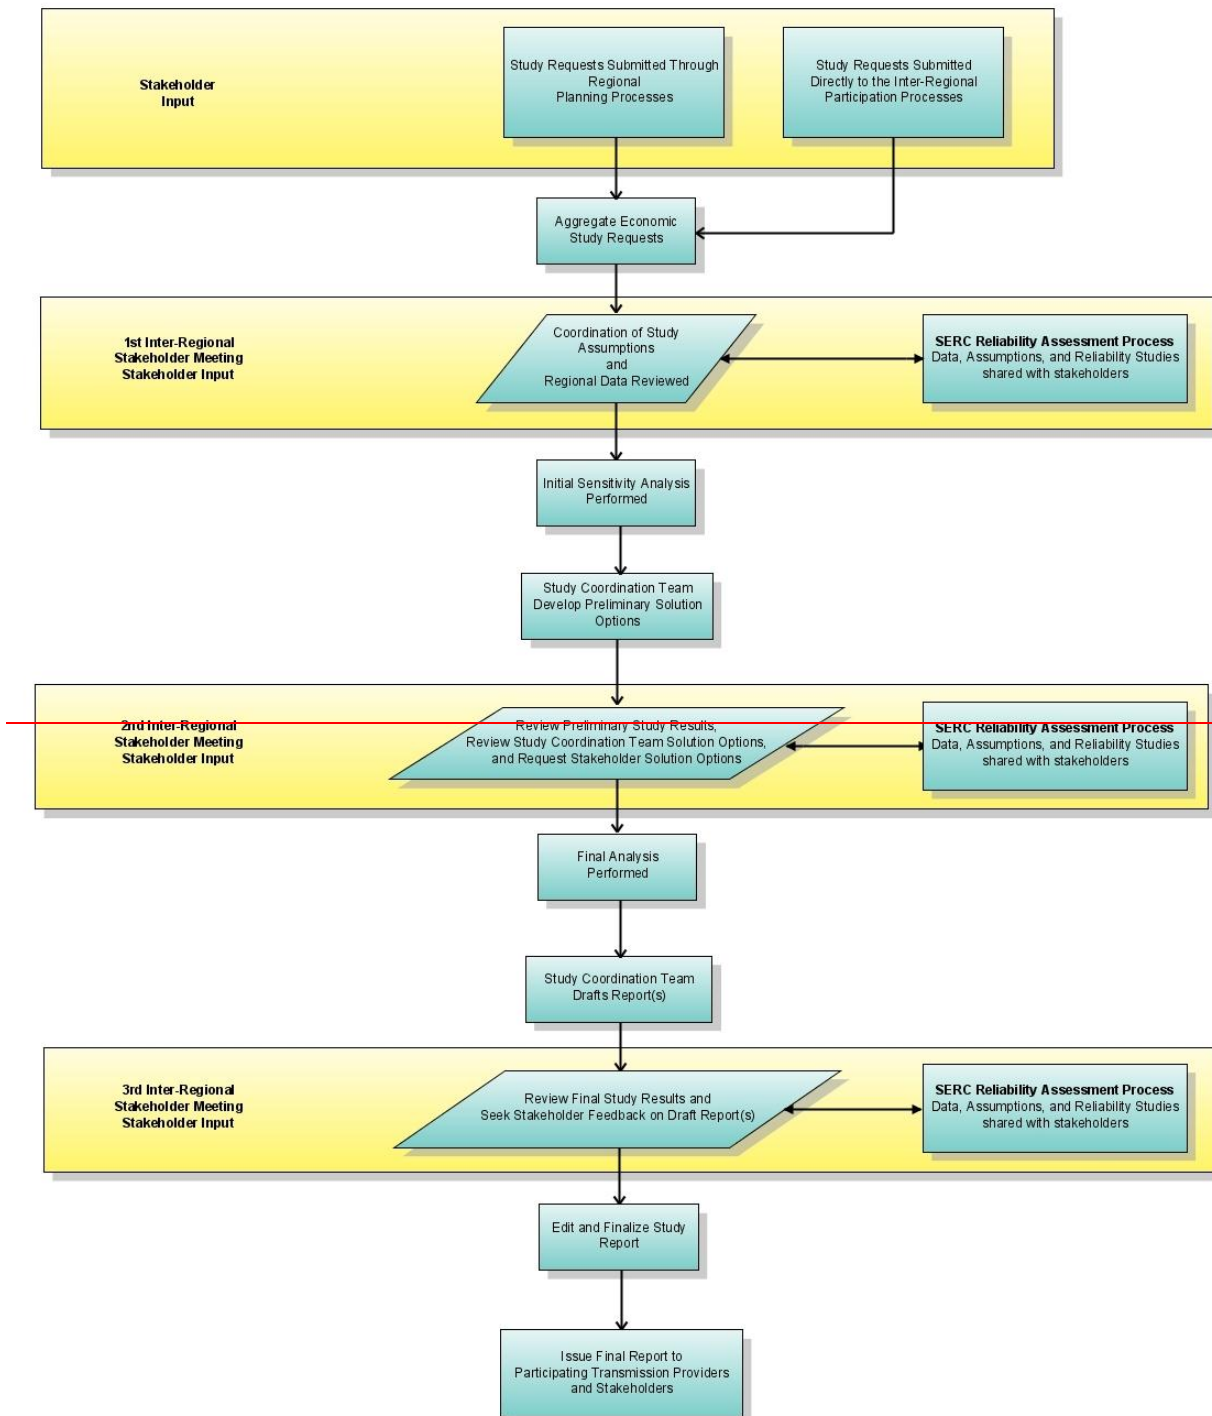 Stakeholder
Input
Study Requests Submitted Through
Regional
Planning Processes
Study Requests Submitted
Directly to the Inter-Regional
Participation Processes
Aggregate Economic
Study Requests
1st Inter-Regional
Stakeholder Meeting
Stakeholder Input
Coordination of Study
Assumptions
and
Regional Data Reviewed
SERC Reliability Assessment Process
Data, Assumptions, and Reliability Studies
shared with stakeholders
Initial Sensitivity Analysis
Performed
Study Coordination Team
Develop Preliminary Solution
Options
2nd Inter-Regional
Stakeholder Meeting
Stakeholder Input
Review Preliminary Study Results,
Review Study Coordination Team Solution Options,
and Request Stakeholder Solution Options
SERC Reliability Assessment Process
Data, Assumptions, and Reliability Studies
shared with stakeholders
Final Analysis
Performed
Study Coordination Team
Drafts Report(s)
3rd Inter-Regional
Stakeholder Meeting
Stakeholder Input
Review Final Study Results and
Seek Stakeholder Feedback on Draft Report(s)
SERC Reliability Assessment Process
Data, Assumptions, and Reliability Studies
shared with stakeholders
Edit and Finalize Study
Report
Issue Final Report to
Participating Transmission Providers
and Stakeholders